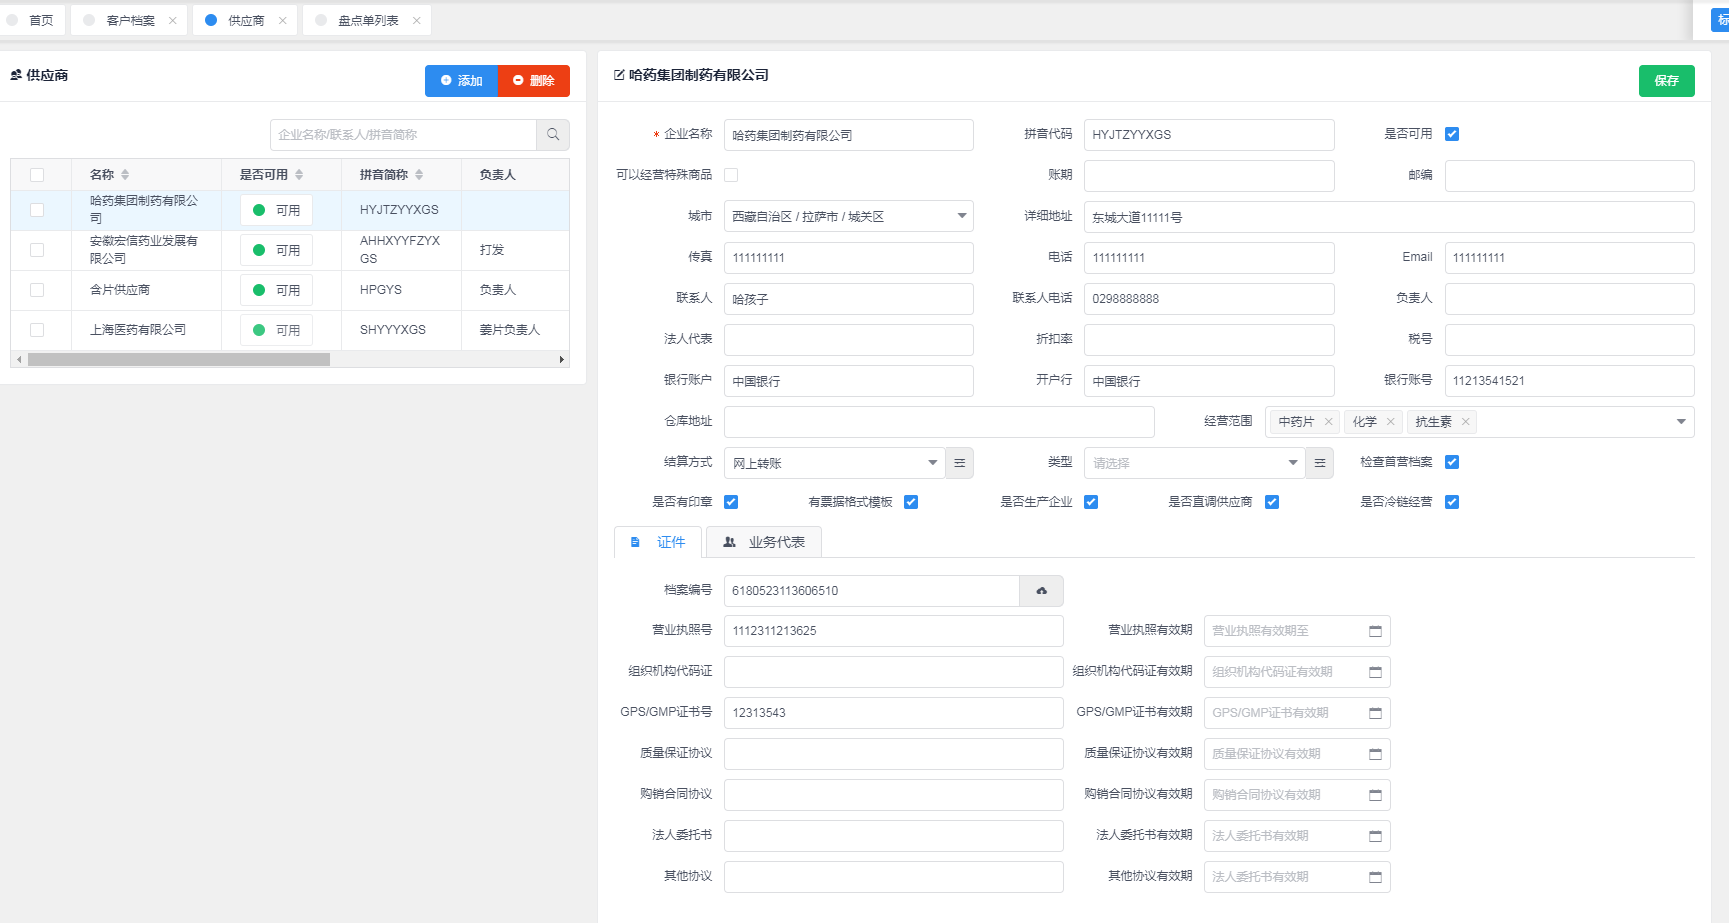 首页 客户档案 供应商 盘点单列表
标
供应商 添加 删除
企业名称/联系人/拼音简称
名称 是否可用 拼音简称 负责人
哈药集团制药有限公
司
可用 HYJTZYYXGS
安徽宏信药业发展有
限公司
可用 AHHXYYFZYX
GS
打发
含片供应商 可用 HPGYS 负责人
上海医药有限公司 可用 SHYYYXGS 姜片负责人
哈药集团制药有限公司 保存
* 企业名称 哈药集团制药有限公司 拼音代码 HYJTZYYXGS 是否可用
可以经营特殊商品 账期 邮编
城市 西藏自治区 / 拉萨市 / 城关区 详细地址 东城大道11111号
传真 111111111 电话 111111111 Email 111111111
联系人 哈孩子 联系人电话 0298888888 负责人
法人代表 折扣率 税号
银行账户 中国银行 开户行 中国银行 银行账号 11213541521
仓库地址 经营范围 中药片 化学 抗生素
结算方式 网上转账 类型 请选择 检查首营档案
是否有印章 有票据格式模板 是否生产企业 是否直调供应商 是否冷链经营
证件 业务代表
档案编号 6180523113606510
营业执照号 1112311213625 营业执照有效期 营业执照有效期至
组织机构代码证 组织机构代码证有效期 组织机构代码证有效期
GPS/GMP证书号 12313543 GPS/GMP证书有效期 GPS/GMP证书有效期
质量保证协议 质量保证协议有效期 质量保证协议有效期
购销合同协议 购销合同协议有效期 购销合同协议有效期
法人委托书 法人委托书有效期 法人委托书有效期
其他协议 其他协议有效期 法人委托书有效期